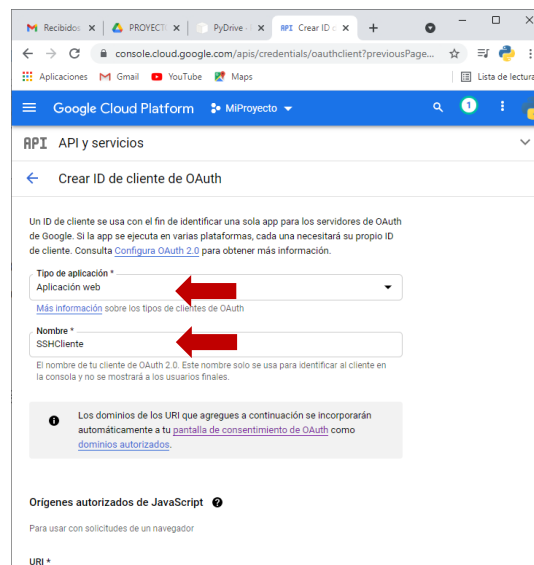 Recibidos
PROYECT
PyDrive -
API Crear ID c
console.cloud.google.com/apis/credentials/oauthclient?previousPage...
Aplicaciones Gmail YouTube Maps Lista de lectura
Google Cloud Platform MiProyecto 1
API API y servicios
Crear ID de cliente de OAuth
Un ID de cliente se usa con el fin de identificar una sola app para los servidores de OAuth
de Google. Si la app se ejecuta en varias plataformas, cada una necesitará su propio ID
de cliente. Consulta Configura OAuth 2.0 para obtener más información.
Tipo de aplicación *
Aplicación web
Más información sobre los tipos de clientes de OAuth
Nombre *
SSHCliente
El nombre de tu cliente de OAuth 2.0. Este nombre solo se usa para identificar al cliente en
la consola y no se mostrará a los usuarios finales.
Los dominios de los URI que agregues a continuación se incorporarán
automáticamente a tu pantalla de consentimiento de OAuth como
dominios autorizados.
Orígenes autorizados de JavaScript
Para usar con solicitudes de un navegador
URI *